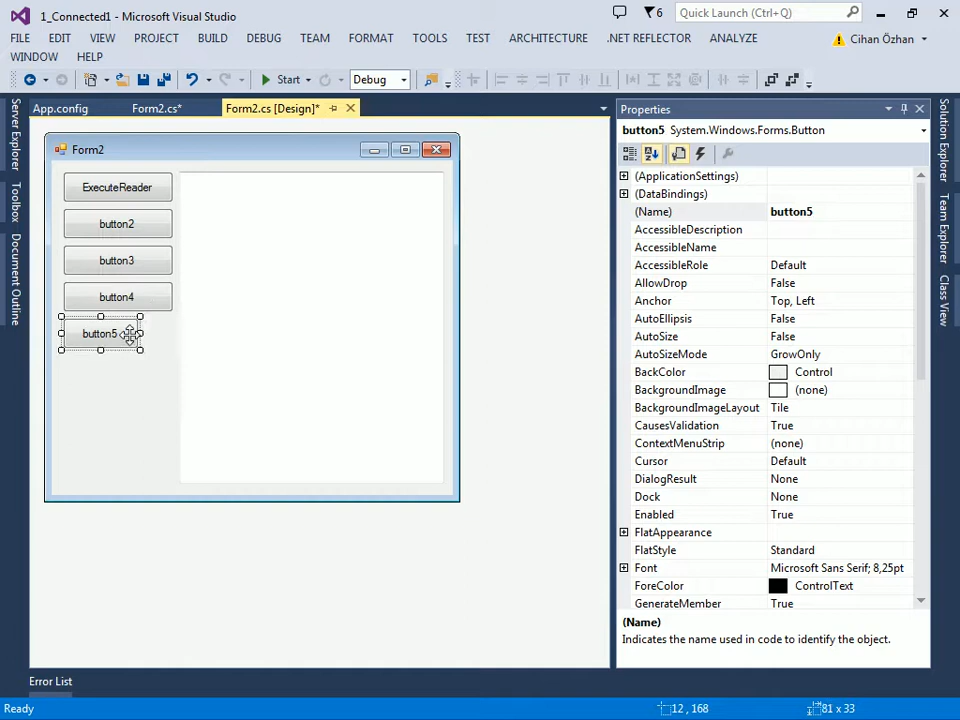 1_Connected1 - Microsoft Visual Studio
6
Quick Launch (Ctrl+Q)
FILE EDIT VIEW PROJECT BUILD DEBUG TEAM FORMAT TOOLS TEST ARCHITECTURE .NET REFLECTOR ANALYZE
Cihan Özhan
WINDOW HELP
Start
Debug
Server Explorer
Toolbox
Document Outline
App.config
Form2.cs*
Form2.cs [Design]*
Form2
ExecuteReader
button2
button3
button4
button5
Properties
button5 System.Windows.Forms.Button
(ApplicationSettings)
(DataBindings)
(Name) button5
AccessibleDescription
AccessibleName
AccessibleRole Default
AllowDrop False
Anchor Top, Left
AutoEllipsis False
AutoSize False
AutoSizeMode GrowOnly
BackColor Control
BackgroundImage (none)
BackgroundImageLayout Tile
CausesValidation True
ContextMenuStrip (none)
Cursor Default
DialogResult None
Dock None
Enabled True
FlatAppearance
FlatStyle Standard
Font Microsoft Sans Serif; 8,25pt
ForeColor ControlText
GenerateMember True
(Name)
Indicates the name used in code to identify the object.
Solution Explorer
Team Explorer
Class View
Error List
Ready
12 , 168
81 x 33